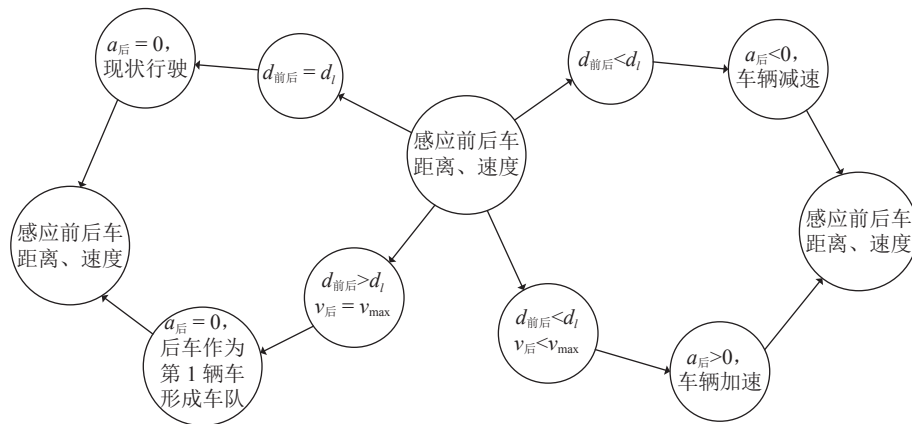 a后 = 0，
现状行驶
d前后 = dl
d前后<dl
a后<0，
车辆减速
感应前后车
距离、速度
感应前后车
距离、速度
感应前后车
距离、速度
d前后>dl
v后 = vmax
d前后<dl
v后<vmax
a后 = 0，
后车作为
第 1 辆车
形成车队
a后>0，
车辆加速